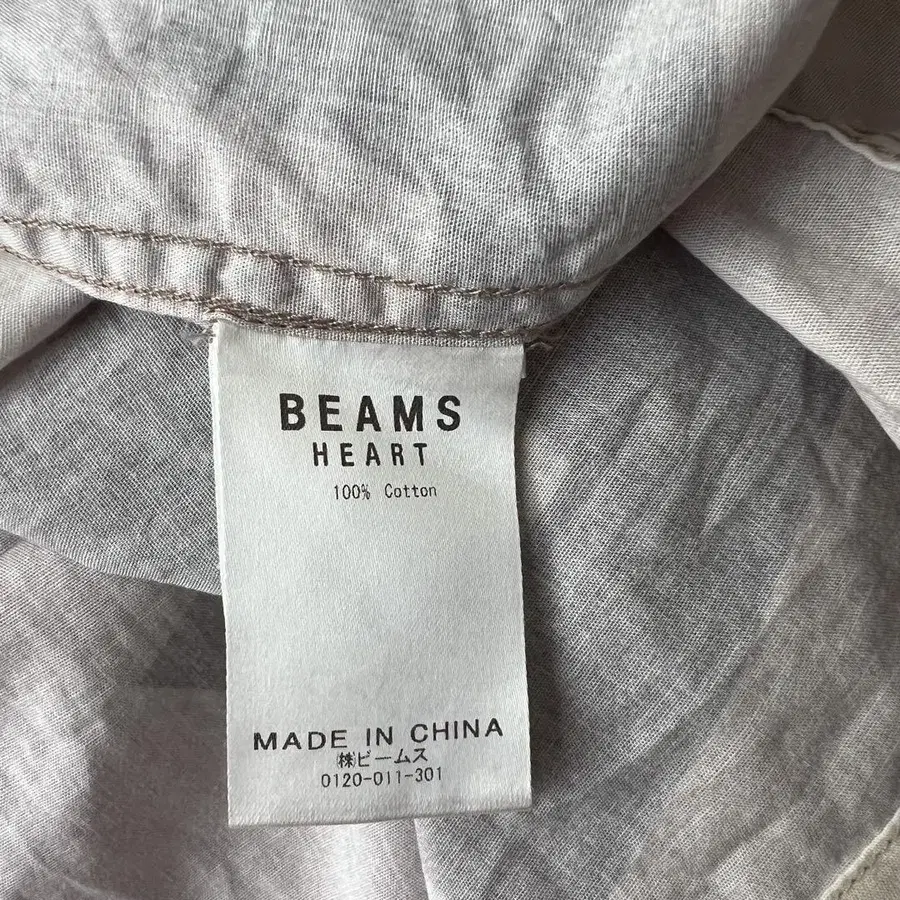 BEAMS
HEART
100% Cotton
MADE IN CHINA
㈱ビームス
0120-011-301